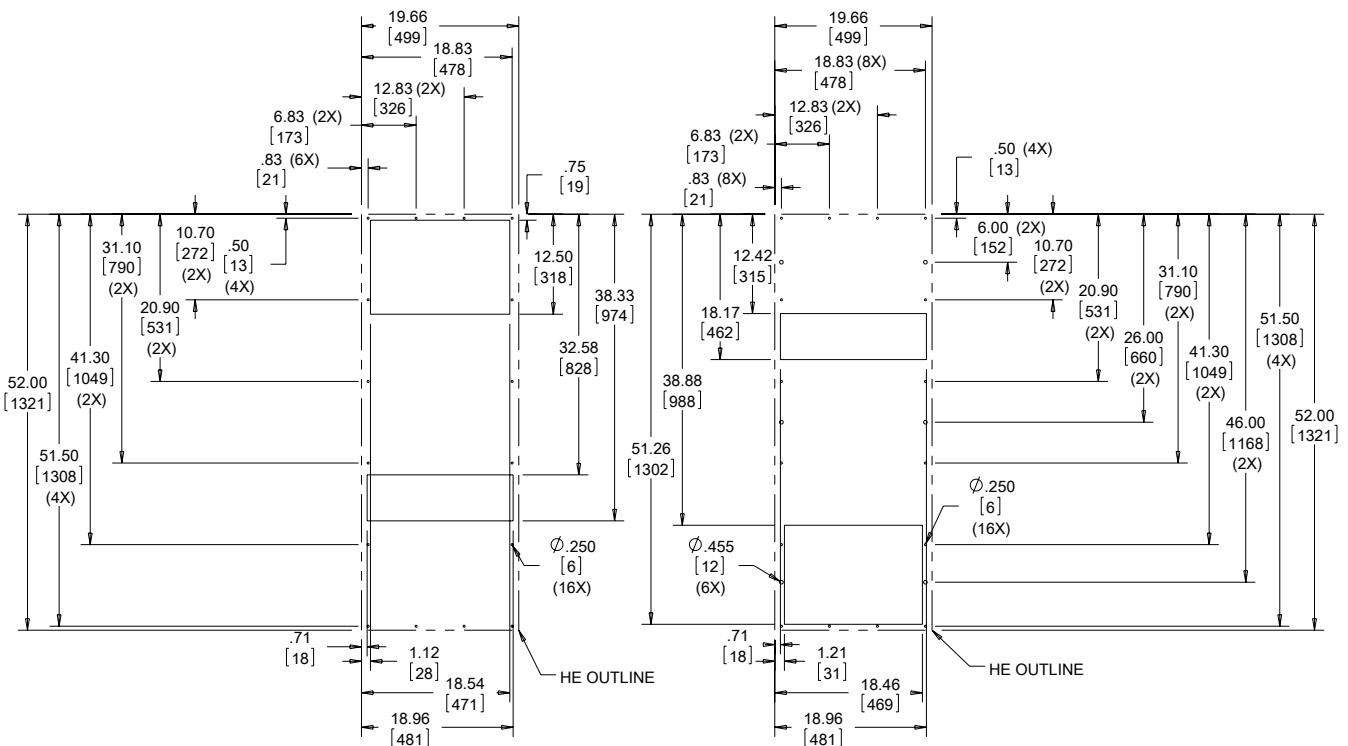 19.66
[499]
18.83
[478]
12.83 (2X)
[326]
6.83 (2X)
[173]
.83 (6X)
[21]
.75
[19]
10.70
[272]
(2X)
.50
[13]
(4X)
31.10
[790]
(2X)
20.90
[531]
(2X)
41.30
[1049]
(2X)
52.00
[1321]
51.50
[1308]
(4X)
12.50
[318]
38.33
[974]
32.58
[828]
Ø.250
[6]
(16X)
.71
[18]
1.12
[28]
HE OUTLINE
18.54
[471]
18.96
[481]
19.66
[499]
18.83 (8X)
[478]
12.83 (2X)
[326]
6.83 (2X)
[173]
.83 (8X)
[21]
.50 (4X)
[13]
12.42
[315]
18.17
[462]
38.88
[988]
51.26
[1302]
6.00 (2X)
[152]
10.70
[272]
(2X)
20.90
[531]
(2X)
31.10
[790]
(2X)
26.00
[660]
(2X)
41.30
[1049]
(2X)
51.50
[1308]
(4X)
46.00
[1168]
(2X)
52.00
[1321]
Ø.250
[6]
(16X)
Ø.455
[12]
(6X)
.71
[18]
1.21
[31]
HE OUTLINE
18.46
[469]
18.96
[481]